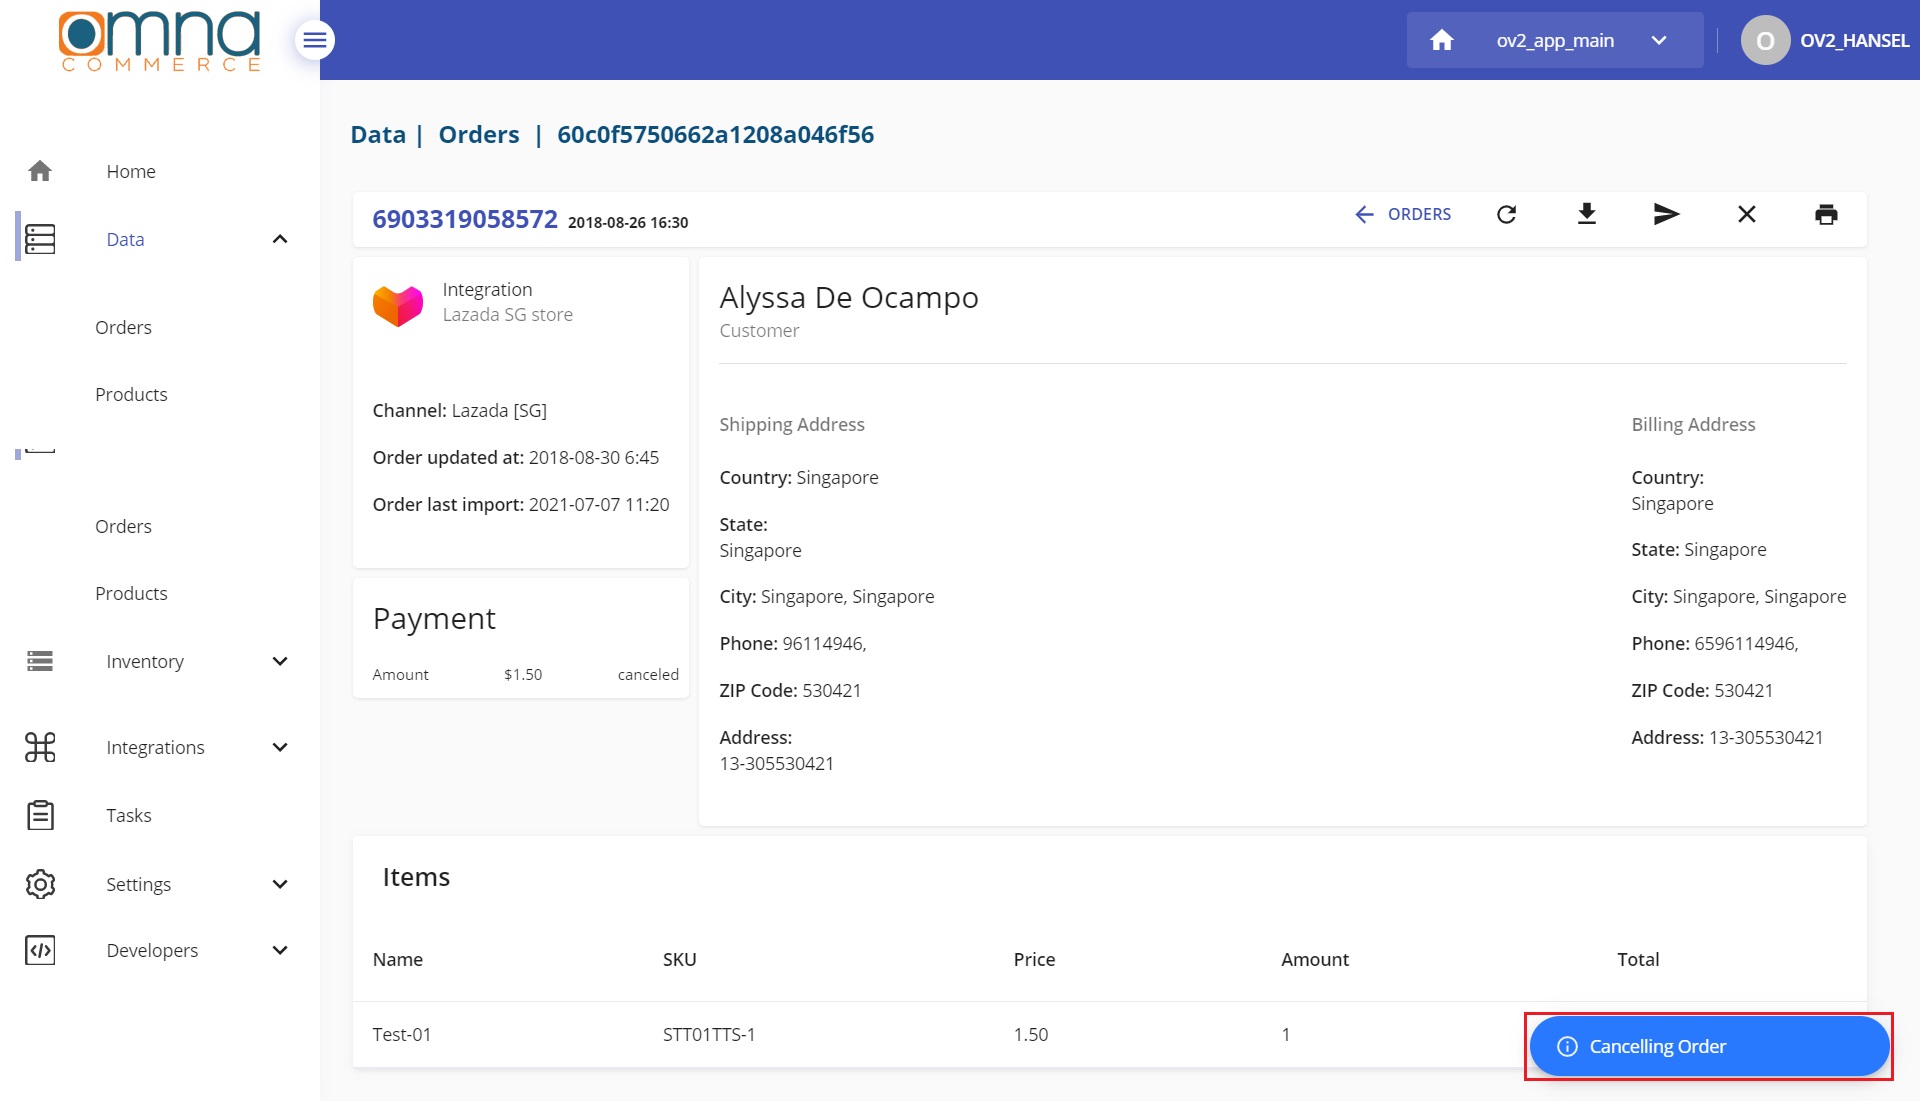 omna
COMMERCE
ov2_app_main
O
OV2_HANSEL
Home
Data
Orders
Products
Orders
Products
Inventory
Integrations
Tasks
Settings
Developers
Data | Orders | 60c0f5750662a1208a046f56
6903319058572 2018-08-26 16:30
ORDERS
Integration
Lazada SG store
Channel: Lazada [SG]
Order updated at: 2018-08-30 6:45
Order last import: 2021-07-07 11:20
Payment
Amount $1.50 canceled
Alyssa De Ocampo
Customer
Shipping Address
Country: Singapore
State:
Singapore
City: Singapore, Singapore
Phone: 96114946,
ZIP Code: 530421
Address:
13-305530421
Billing Address
Country:
Singapore
State: Singapore
City: Singapore, Singapore
Phone: 6596114946,
ZIP Code: 530421
Address: 13-305530421
Items
Name SKU Price Amount Total
Test-01 STT01TTS-1 1.50 1
Cancelling Order